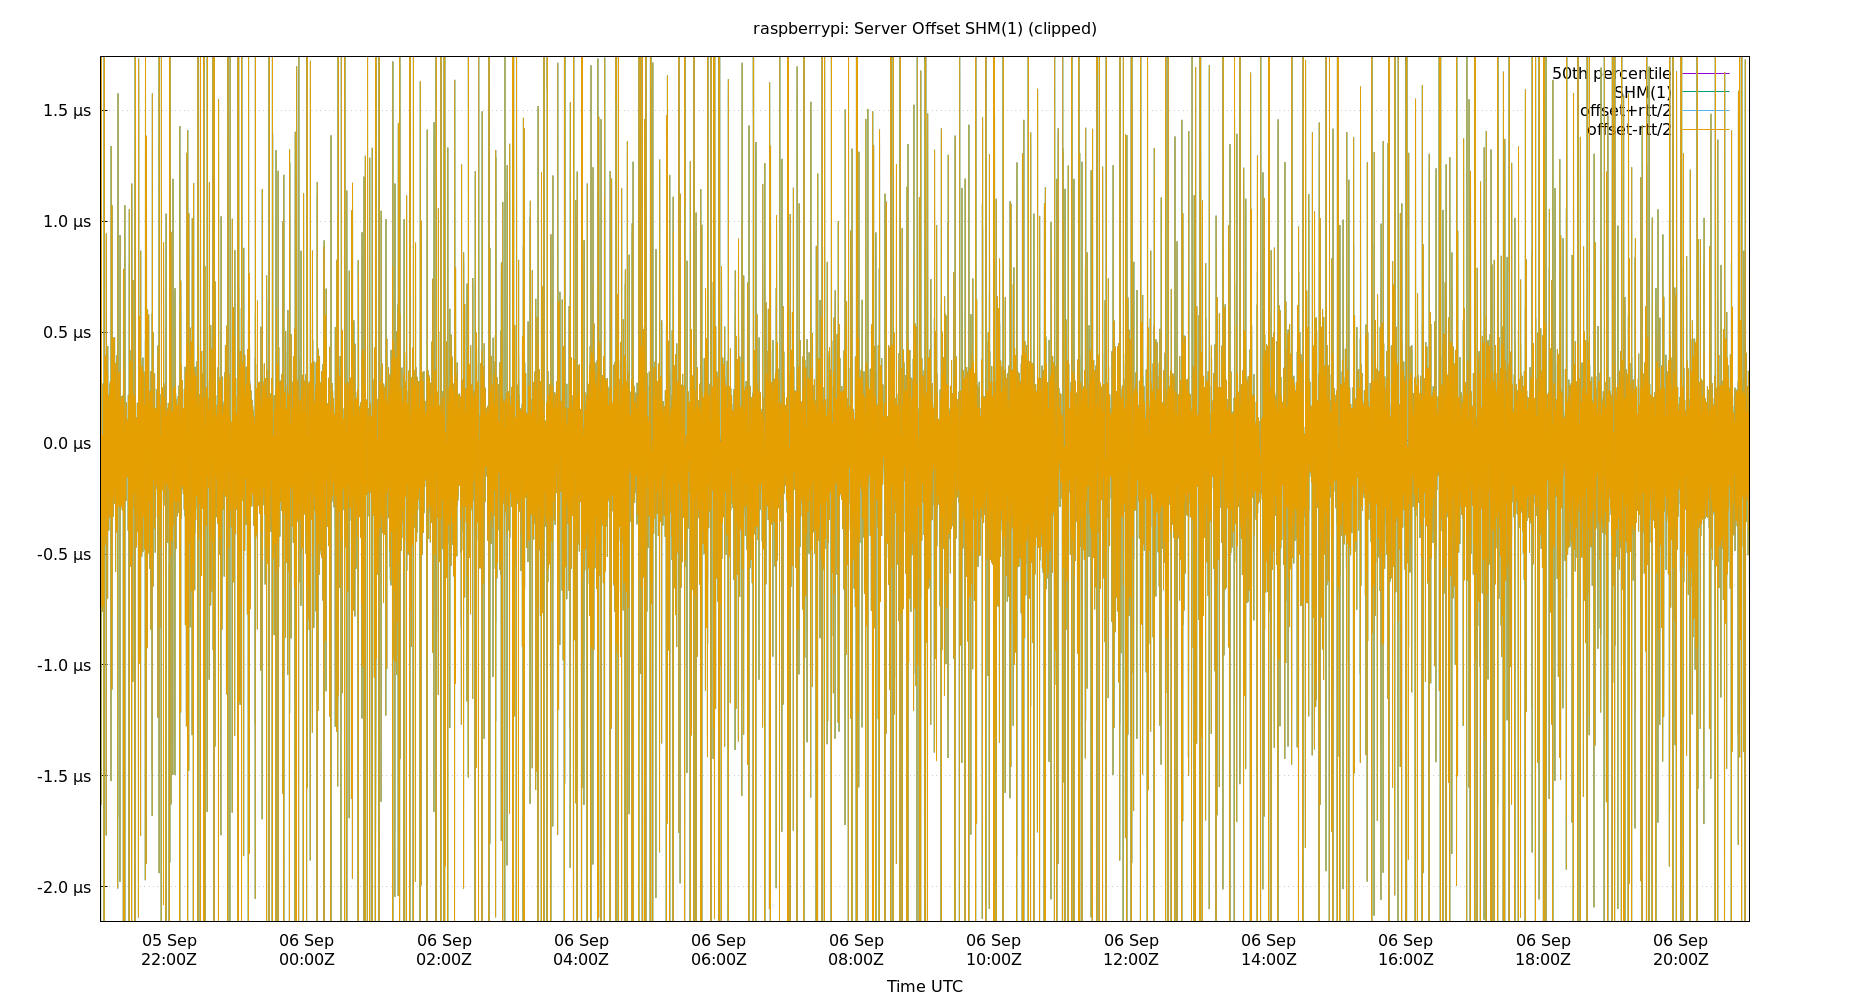 raspberrypi: Server Offset SHM(1) (clipped)
50th percentile
SHM(1)
offset+rtt/2
offset-rtt/2
1.5 µs
1.0 µs
0.5 µs
0.0 µs
-0.5 µs
-1.0 µs
-1.5 µs
-2.0 µs
05 Sep 06 Sep 06 Sep 06 Sep 06 Sep 06 Sep 06 Sep 06 Sep 06 Sep 06 Sep 06 Sep 06 Sep
22:00Z 00:00Z 02:00Z 04:00Z 06:00Z 08:00Z 10:00Z 12:00Z 14:00Z 16:00Z 18:00Z 20:00Z
Time UTC